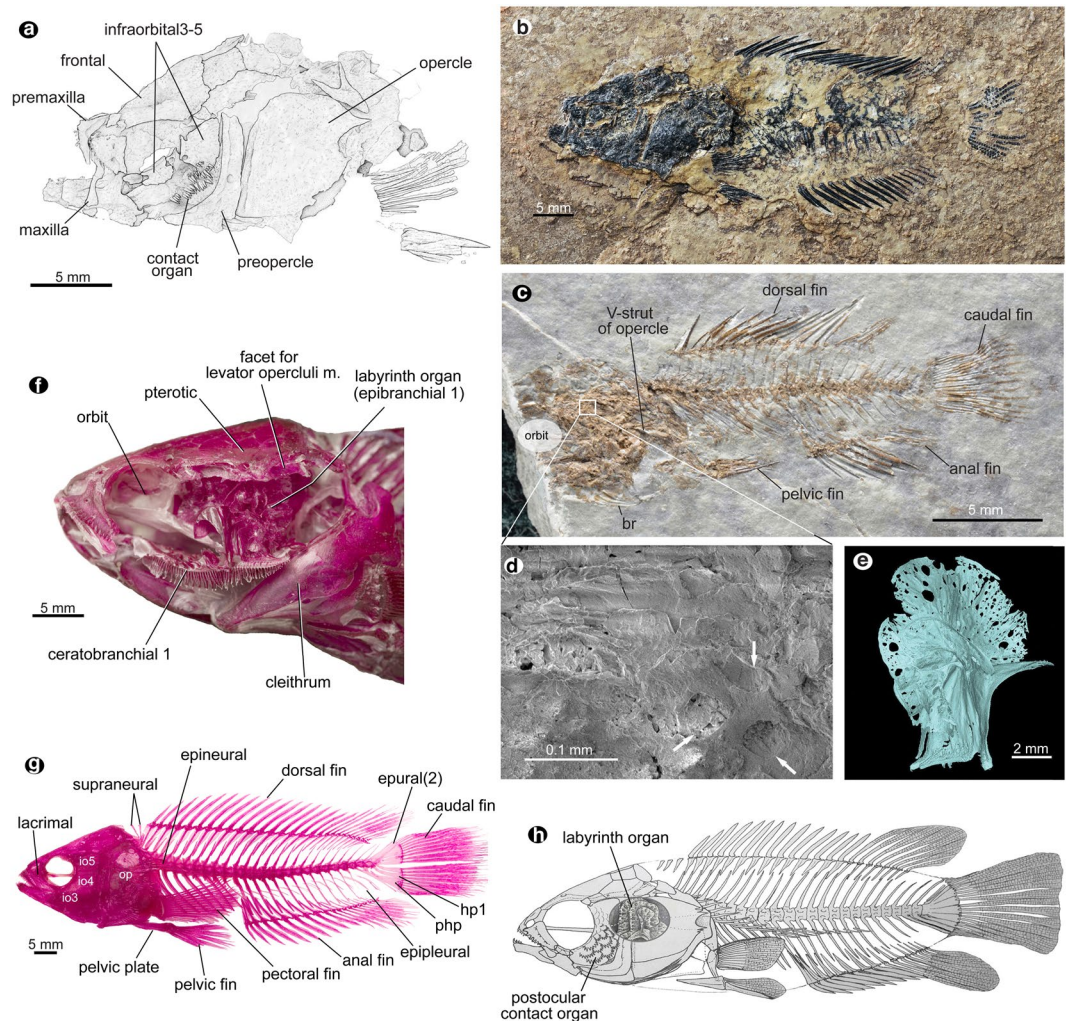 a
infraorbital3-5
frontal
opercle
premaxilla
maxilla
contact
organ
preopercle
5 mm
b
5 mm
c
dorsal fin
V-strut
of opercle
caudal fin
orbit
anal fin
pelvic fin
br
5 mm
f
facet for
levator opercluli m.
pterotic
labyrinth organ
(epibranchial 1)
orbit
5 mm
ceratobranchial 1
cleithrum
d
0.1 mm
e
2 mm
g
epineural
supraneural
dorsal fin
epural(2)
caudal fin
lacrimal
io5
io4
io3
op
hp1
php
epipleural
anal fin
pectoral fin
pelvic plate
pelvic fin
5 mm
h
labyrinth organ
postocular
contact organ